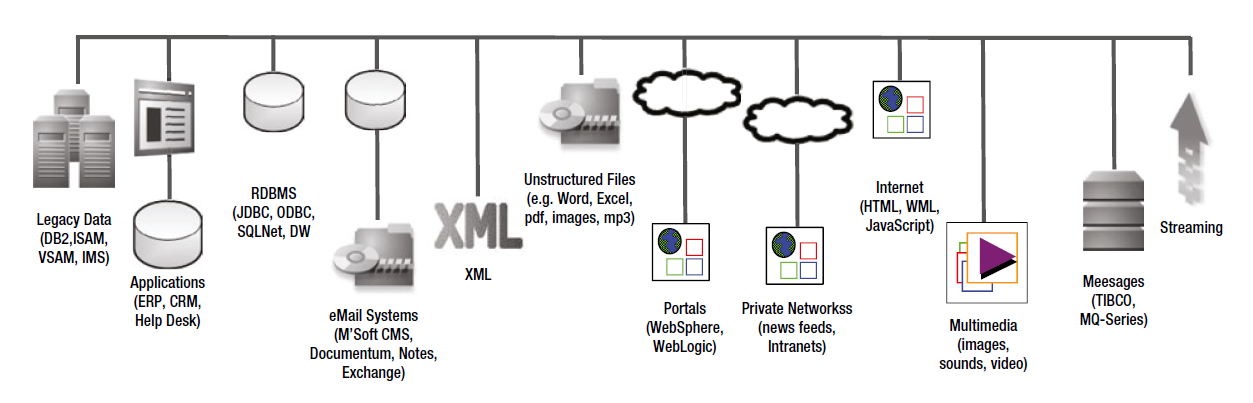 Legacy Data
(DB2,ISAM,
VSAM, IMS)
Applications
(ERP, CRM,
Help Desk)
RDBMS
(JDBC, ODBC,
SQLNet, DW
eMail Systems
(M'Soft CMS,
Documentum, Notes,
Exchange)
XML
XML
Unstructured Files
(e.g. Word, Excel,
pdf, images, mp3)
Portals
(WebSphere,
WebLogic)
Private Networkss
(news feeds,
Intranets)
Internet
(HTML, WML,
JavaScript)
Multimedia
(images,
sounds, video)
Meesages
(TIBCO,
MQ-Series)
Streaming